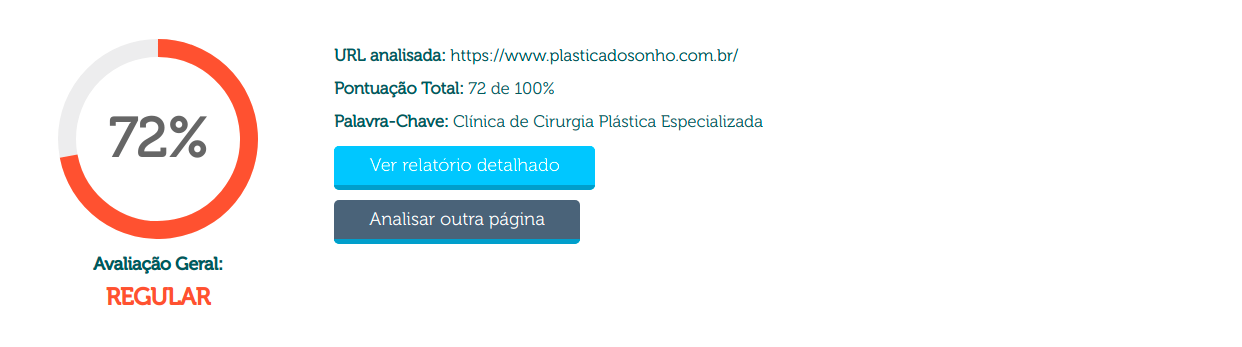 72%
Avaliação Geral:
REGULAR
URL analisada: https://www.plasticadosonho.com.br/
Pontuação Total: 72 de 100%
Palavra-Chave: Clínica de Cirurgia Plástica Especializada
Ver relatório detalhado
Analisar outra página